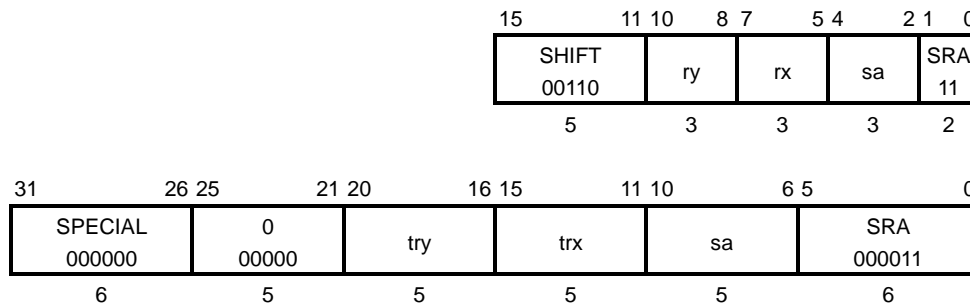 15 11 10 8 7 5 4 2 1 0
SHIFT ry rx sa SRA
00110 11
5 3 3 3 2
31 26 25 21 20 16 15 11 10 6 5 0
SPECIAL 0 try trx sa SRA
000000 00000 000011
6 5 5 5 5 6